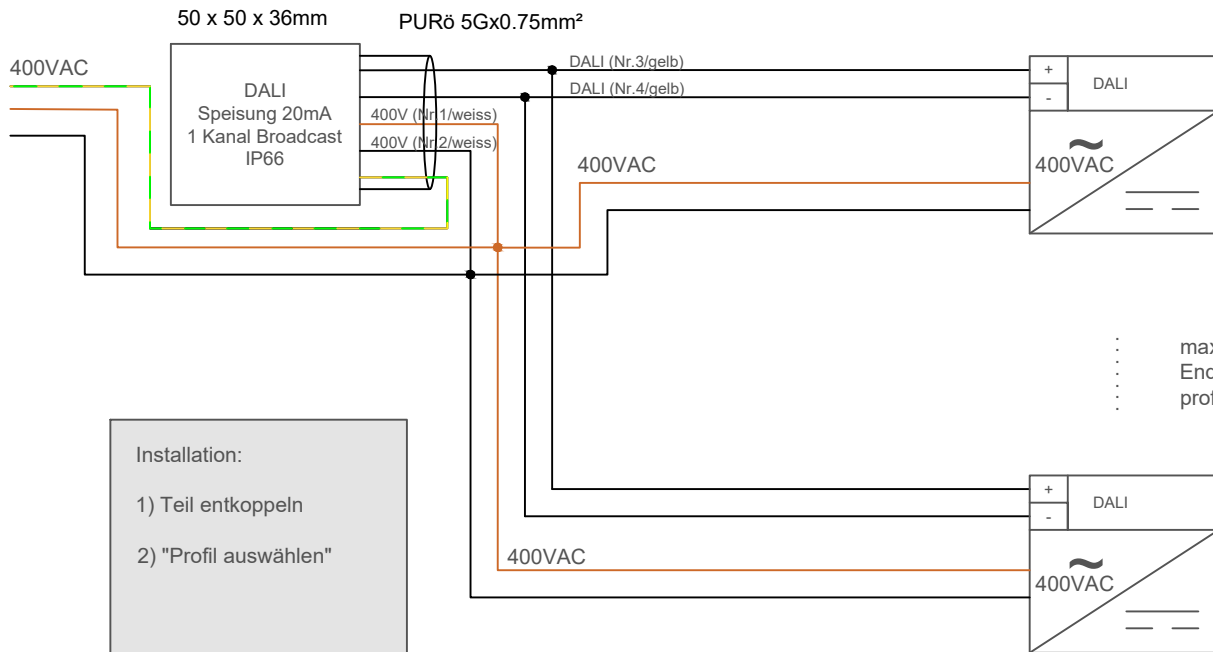 50 x 50 x 36mm
PURö 5Gx0.75mm²
400VAC
DALI
Speisung 20mA
1 Kanal Broadcast
IP66
DALI (Nr.3/gelb)
DALI (Nr.4/gelb)
400V (Nr.1/weiss)
400V (Nr.2/weiss)
400VAC
+
-
DALI
~
400VAC
Installation:
1) Teil entkoppeln
2) "Profil auswählen"
400VAC
+
-
DALI
~
400VAC